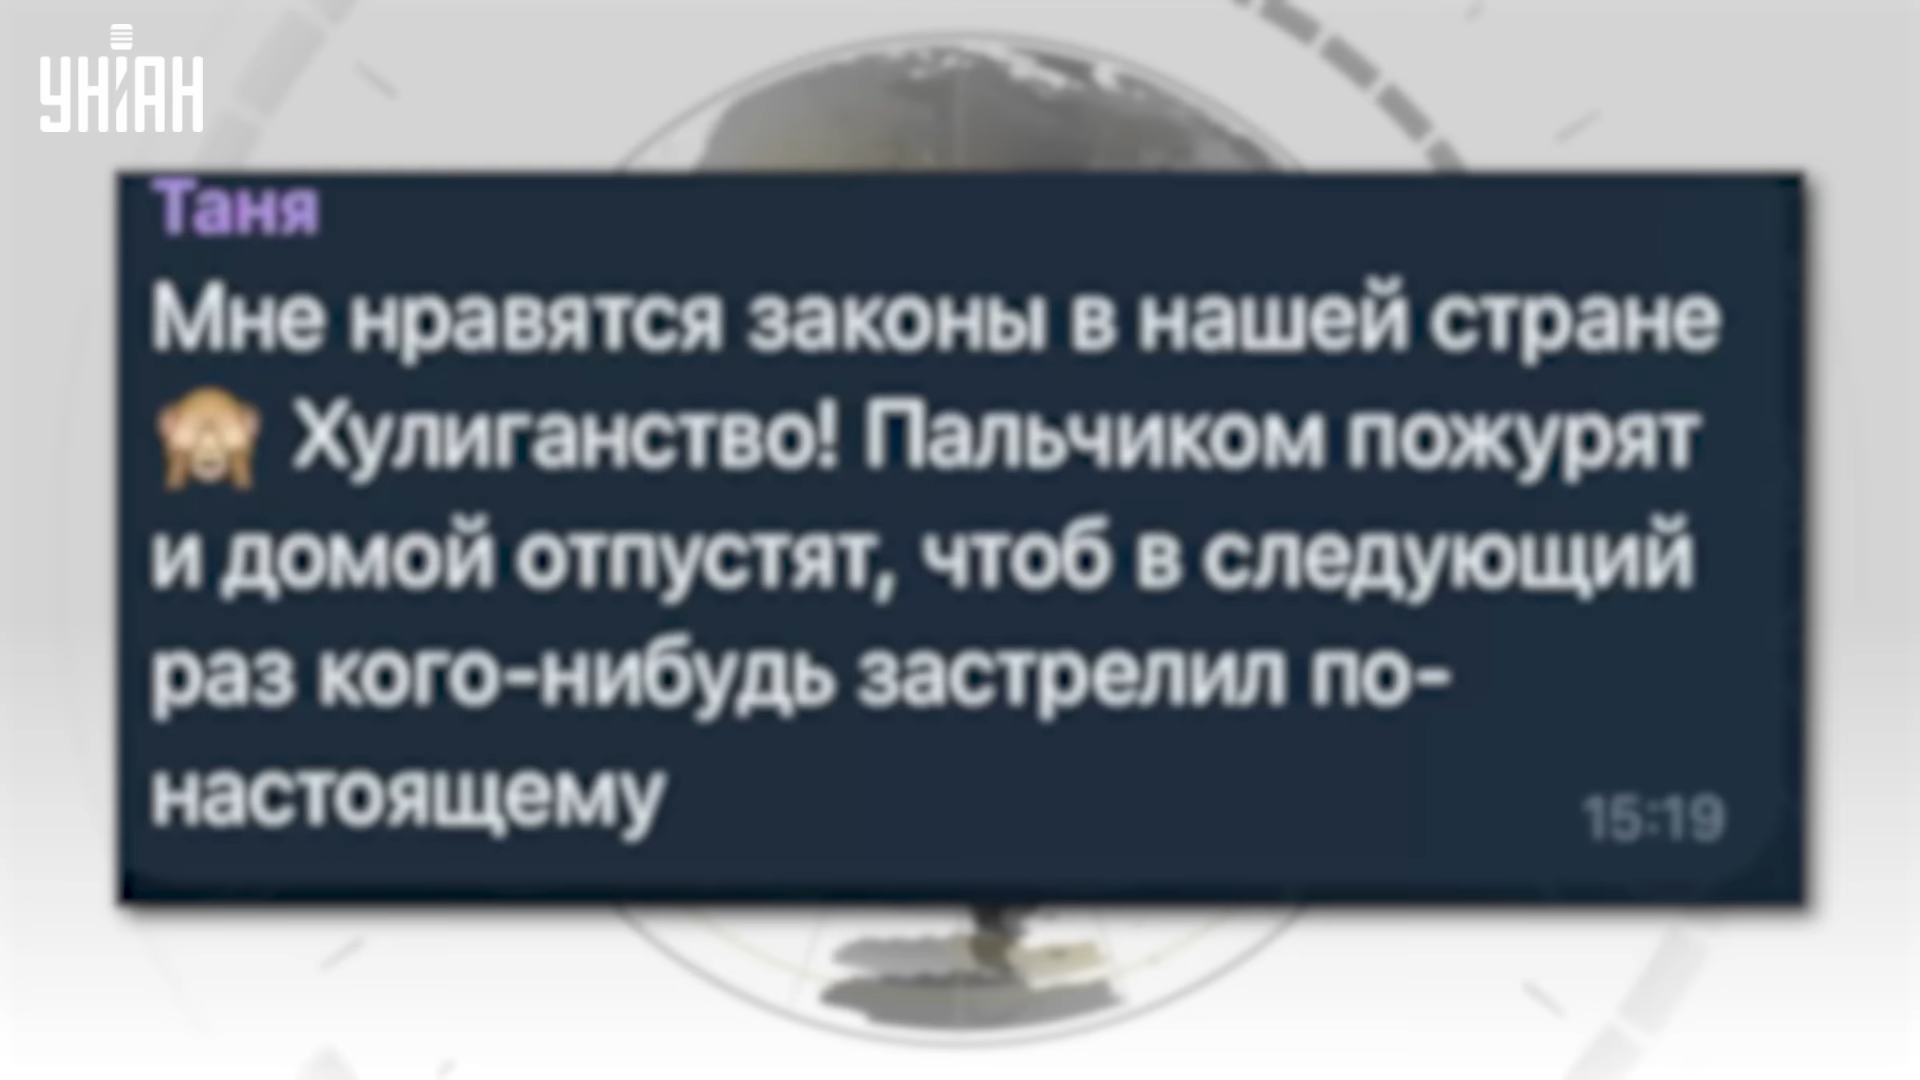 УНІАН
Таня
Мне нравятся законы в нашей стране
🙈 Хулиганство! Пальчиком пожурят
и домой отпустят, чтоб в следующий
раз кого-нибудь застрелил по-
настоящему
15:19